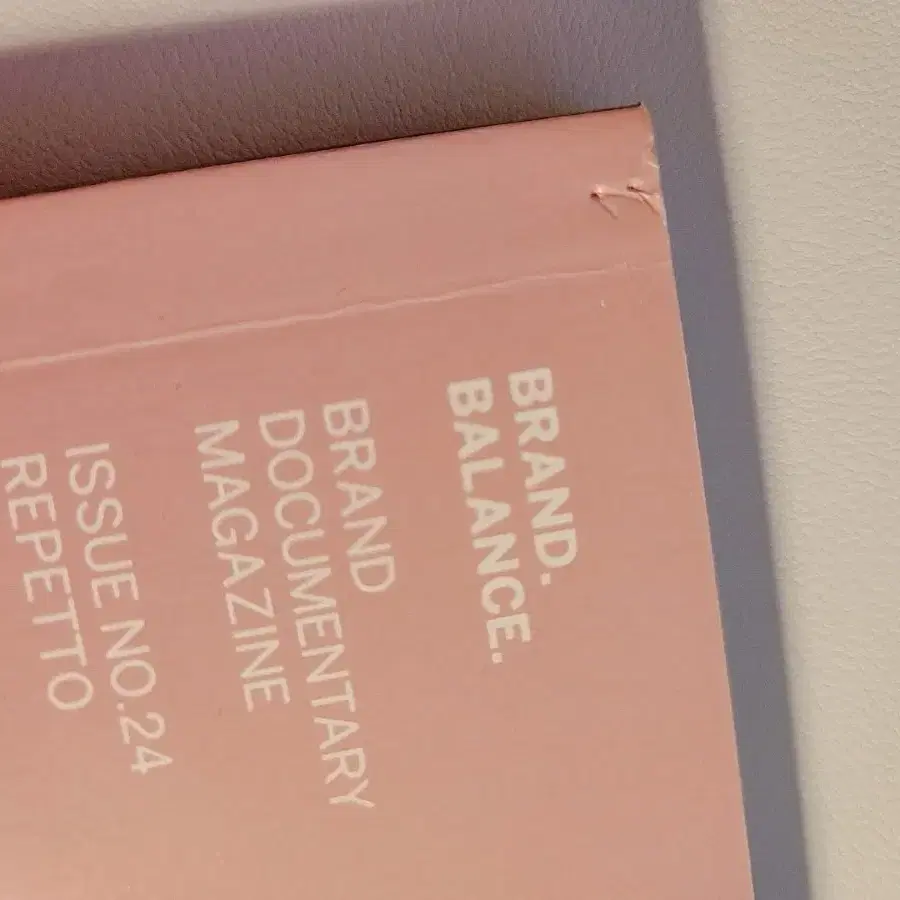 BRAND.
BALANCE.
BRAND
DOCUMENTARY
MAGAZINE
ISSUE NO.24
REPETTO